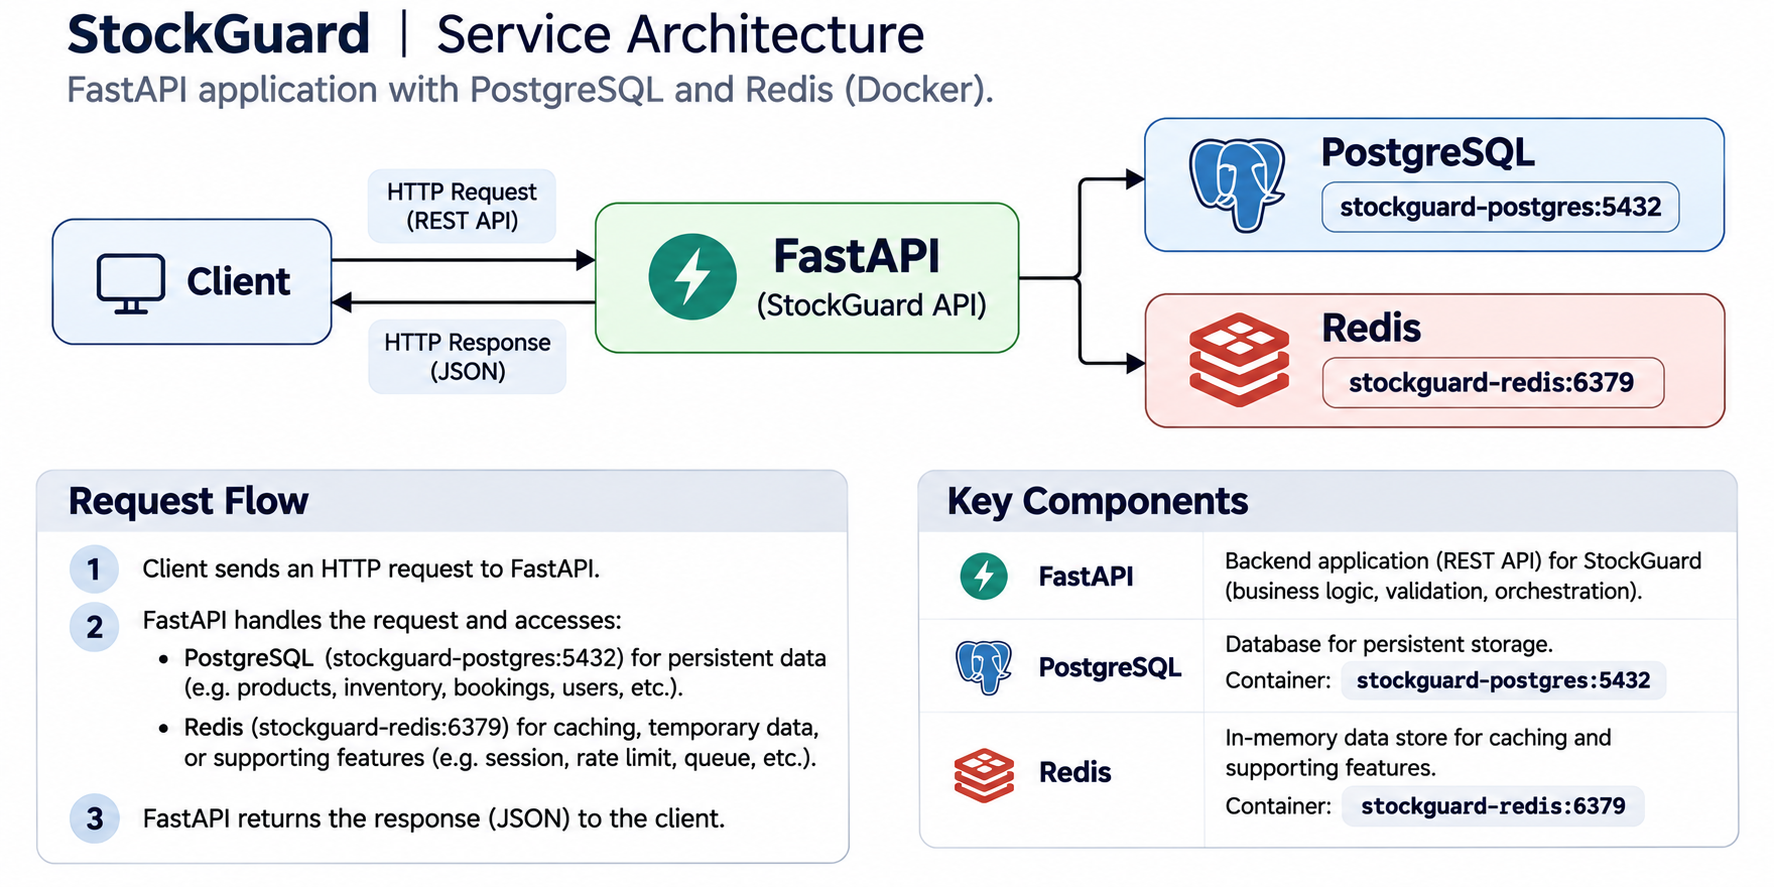 StockGuard | Service Architecture
FastAPI application with PostgreSQL and Redis (Docker).
Client
HTTP Request
(REST API)
HTTP Response
(JSON)
FastAPI
(StockGuard API)
PostgreSQL
stockguard-postgres:5432
Redis
stockguard-redis:6379
Request Flow
1 Client sends an HTTP request to FastAPI.
2 FastAPI handles the request and accesses:
• PostgreSQL (stockguard-postgres:5432) for persistent data
(e.g. products, inventory, bookings, users, etc.).
• Redis (stockguard-redis:6379) for caching, temporary data,
or supporting features (e.g. session, rate limit, queue, etc.).
3 FastAPI returns the response (JSON) to the client.
Key Components
FastAPI
Backend application (REST API) for StockGuard
(business logic, validation, orchestration).
PostgreSQL
Database for persistent storage.
Container: stockguard-postgres:5432
Redis
In-memory data store for caching and
supporting features.
Container: stockguard-redis:6379